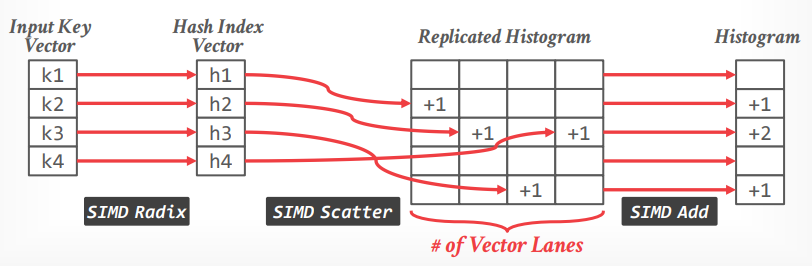 Input Key
Vector
Hash Index
Vector
Replicated Histogram
Histogram
k1
h1
k2
h2
+1
+1
k3
h3
+1
+1
+2
k4
h4
+1
+1
SIMD Radix
SIMD Scatter
SIMD Add
# of Vector Lanes